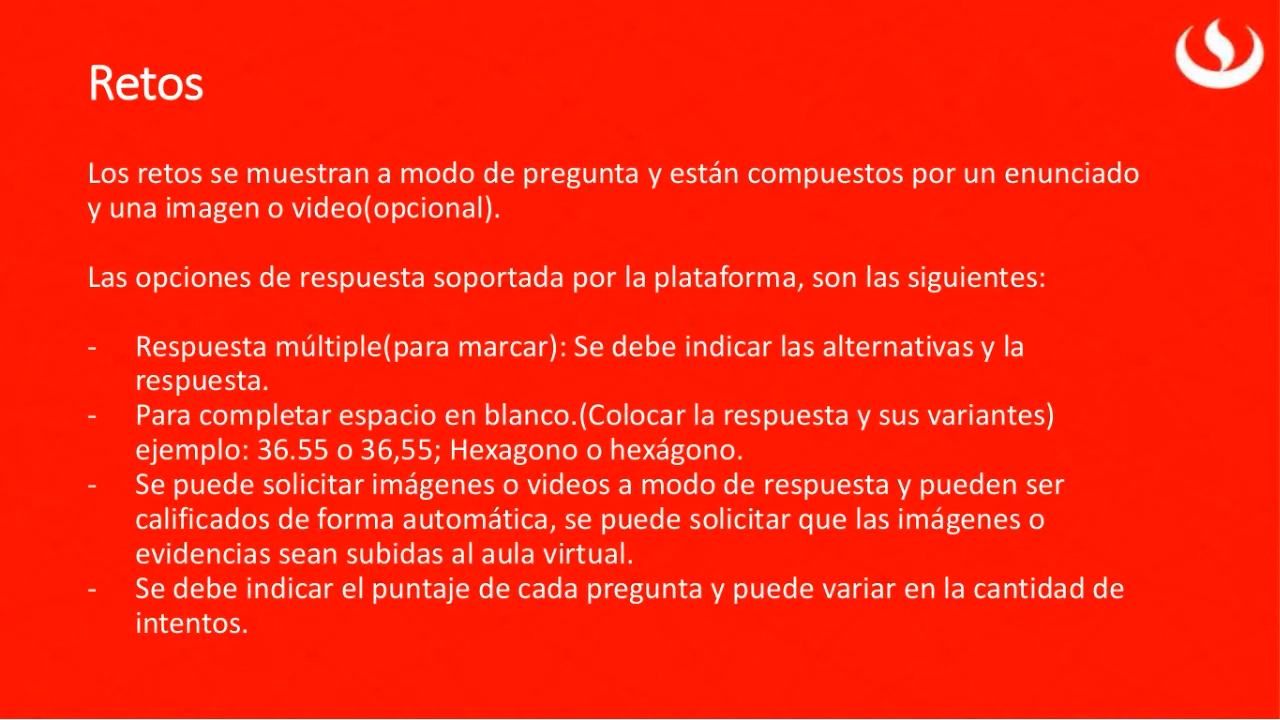 Retos
Los retos se muestran a modo de pregunta y están compuestos por un enunciado
y una imagen o video(opcional).
Las opciones de respuesta soportada por la plataforma, son las siguientes:
- Respuesta múltiple(para marcar): Se debe indicar las alternativas y la
respuesta.
- Para completar espacio en blanco.(Colocar la respuesta y sus variantes)
ejemplo: 36.55 o 36,55; Hexagono o hexágono.
- Se puede solicitar imágenes o videos a modo de respuesta y pueden ser
calificados de forma automática, se puede solicitar que las imágenes o
evidencias sean subidas al aula virtual.
- Se debe indicar el puntaje de cada pregunta y puede variar en la cantidad de
intentos.